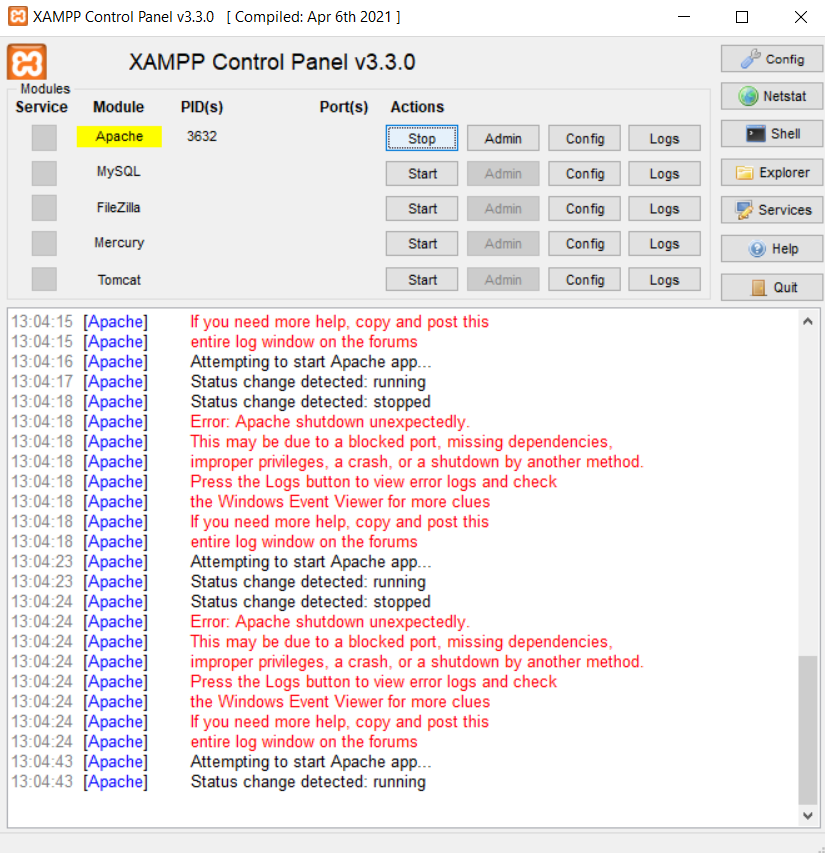 XAMPP Control Panel v3.3.0 [ Compiled: Apr 6th 2021 ]
XAMPP Control Panel v3.3.0
Config
Modules
Service Module PID(s) Port(s) Actions
Netstat
Apache 3632 Stop Admin Config Logs
Shell
MySQL Start Admin Config Logs
Explorer
FileZilla Start Admin Config Logs
Services
Mercury Start Admin Config Logs
Help
Tomcat Start Admin Config Logs
Quit
13:04:15 [Apache] If you need more help, copy and post this
13:04:15 [Apache] entire log window on the forums
13:04:16 [Apache] Attempting to start Apache app...
13:04:17 [Apache] Status change detected: running
13:04:18 [Apache] Status change detected: stopped
13:04:18 [Apache] Error: Apache shutdown unexpectedly.
13:04:18 [Apache] This may be due to a blocked port, missing dependencies,
13:04:18 [Apache] improper privileges, a crash, or a shutdown by another method.
13:04:18 [Apache] Press the Logs button to view error logs and check
13:04:18 [Apache] the Windows Event Viewer for more clues
13:04:18 [Apache] If you need more help, copy and post this
13:04:18 [Apache] entire log window on the forums
13:04:23 [Apache] Attempting to start Apache app...
13:04:23 [Apache] Status change detected: running
13:04:24 [Apache] Status change detected: stopped
13:04:24 [Apache] Error: Apache shutdown unexpectedly.
13:04:24 [Apache] This may be due to a blocked port, missing dependencies,
13:04:24 [Apache] improper privileges, a crash, or a shutdown by another method.
13:04:24 [Apache] Press the Logs button to view error logs and check
13:04:24 [Apache] the Windows Event Viewer for more clues
13:04:24 [Apache] If you need more help, copy and post this
13:04:24 [Apache] entire log window on the forums
13:04:43 [Apache] Attempting to start Apache app...
13:04:43 [Apache] Status change detected: running